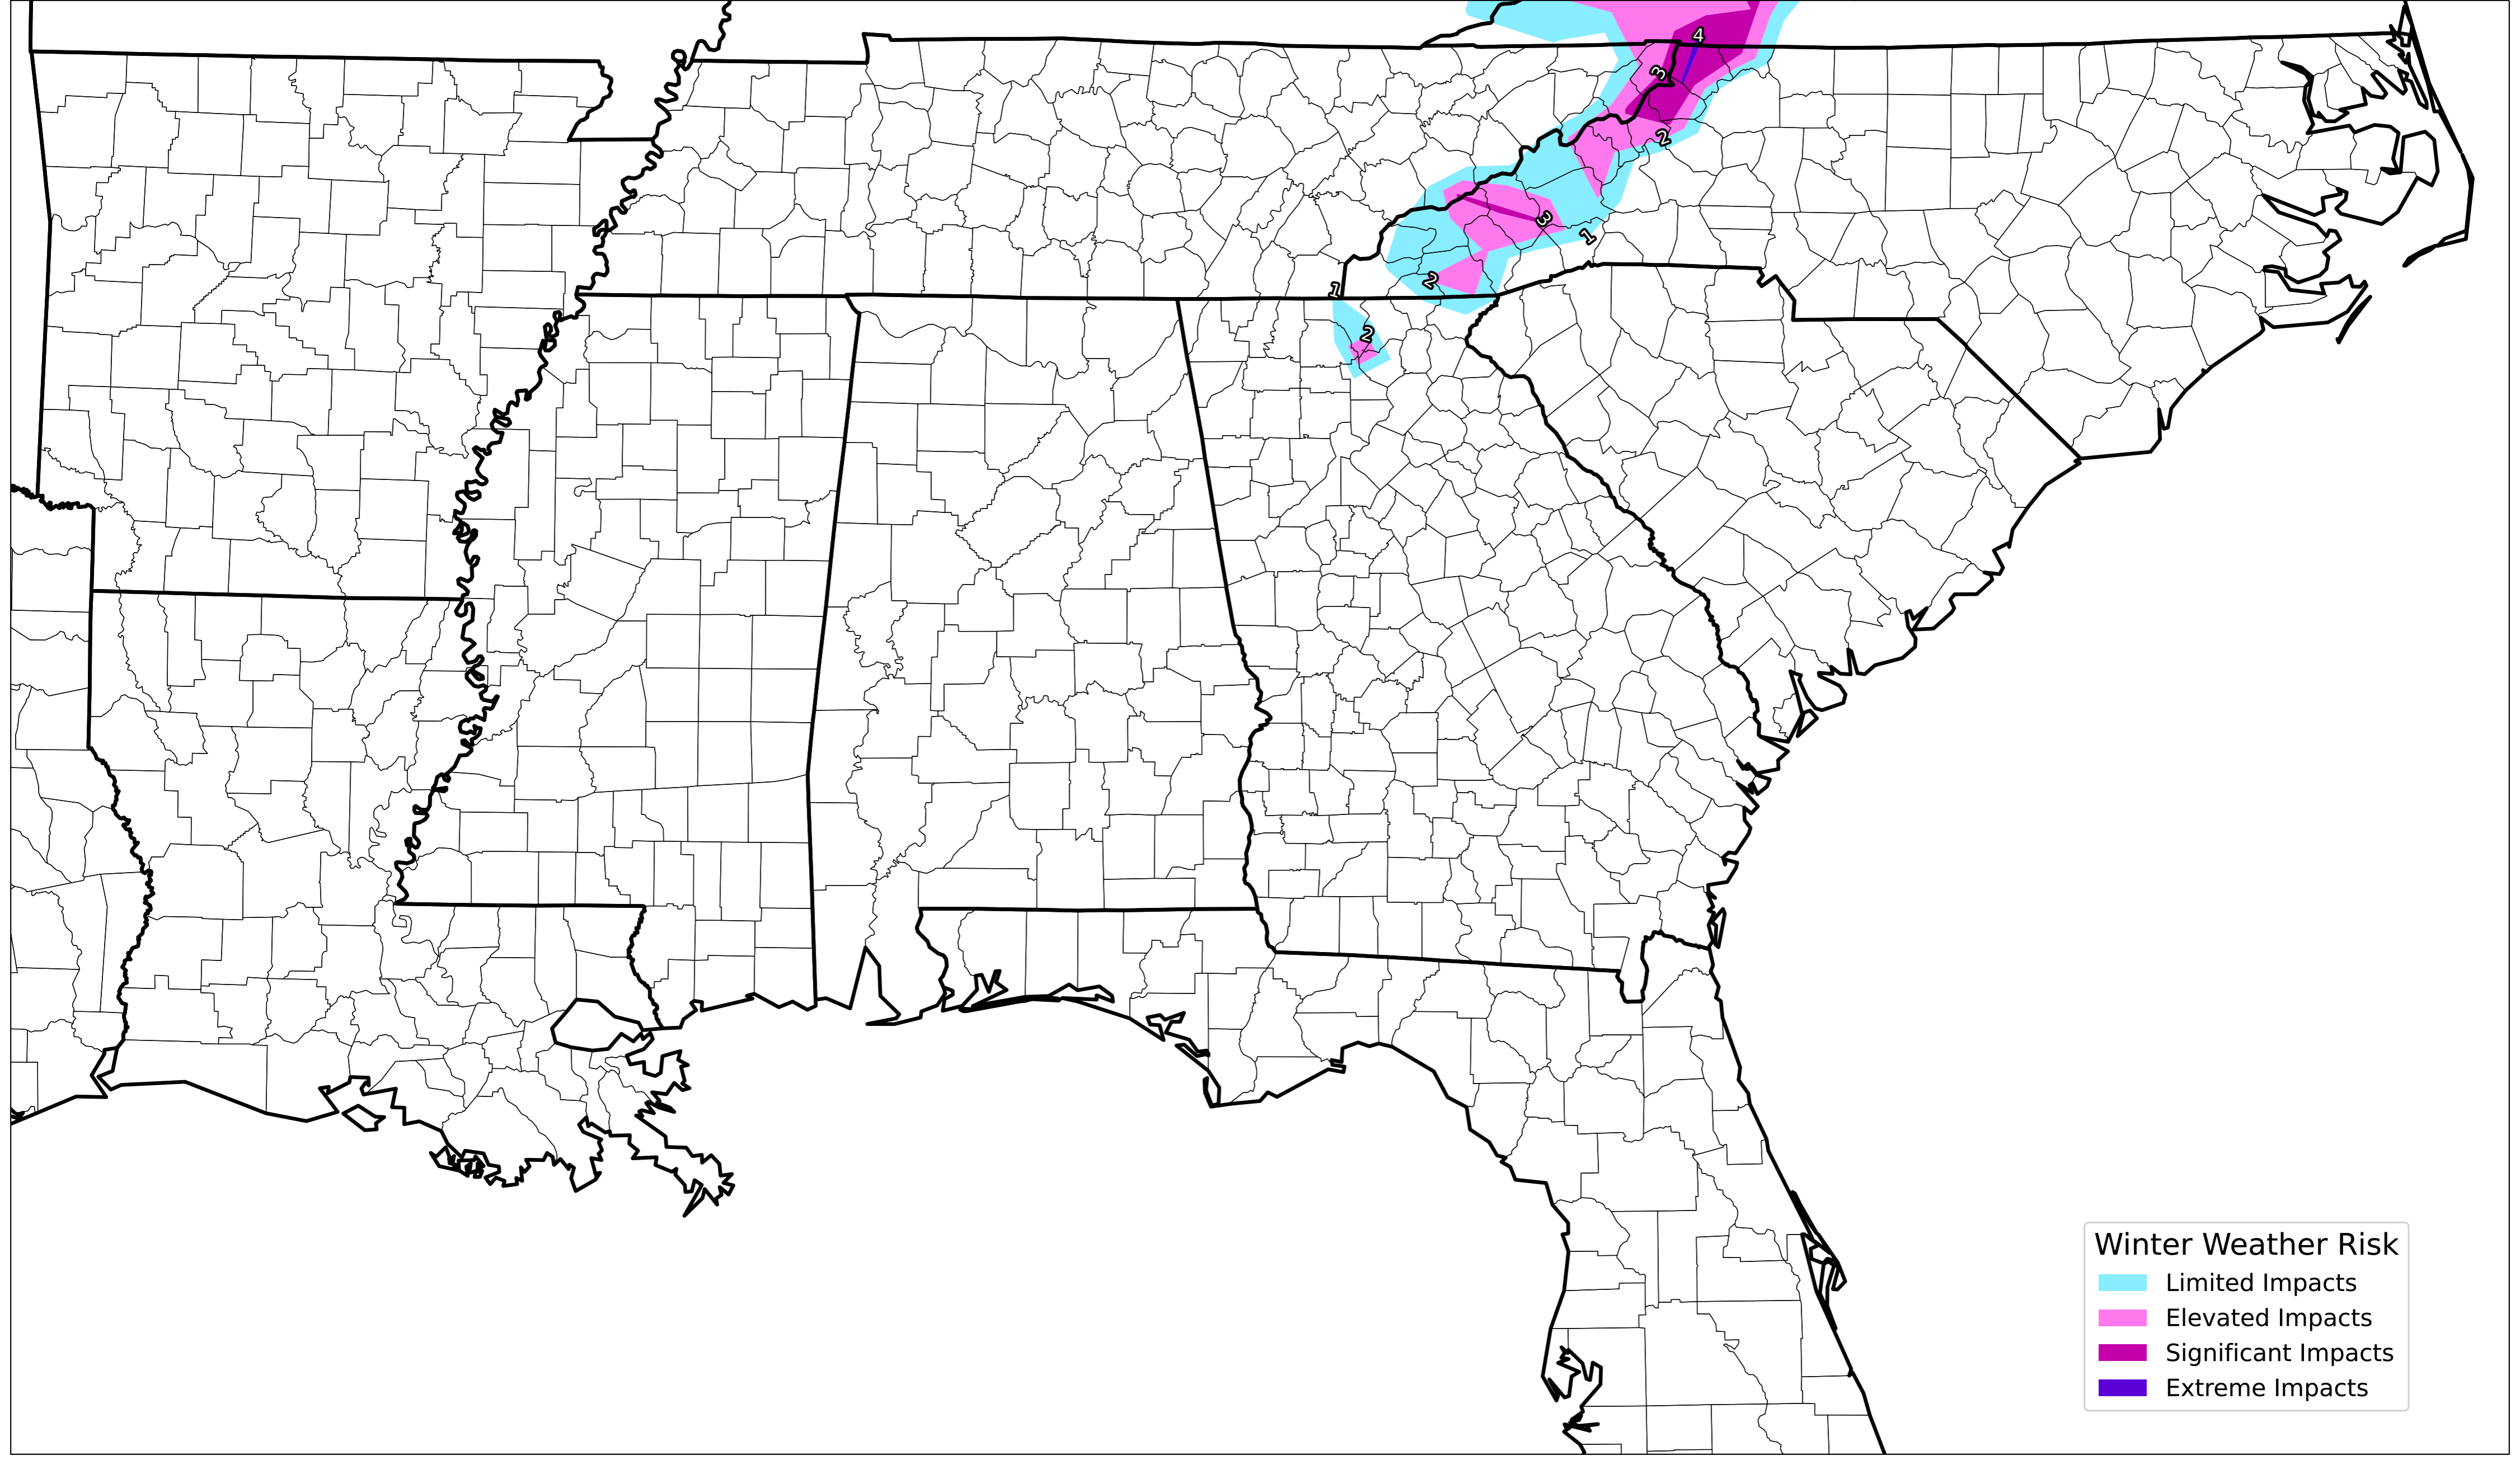 4
3
2
3
1
2
1
2
Winter Weather Risk
Limited Impacts
Elevated Impacts
Significant Impacts
Extreme Impacts